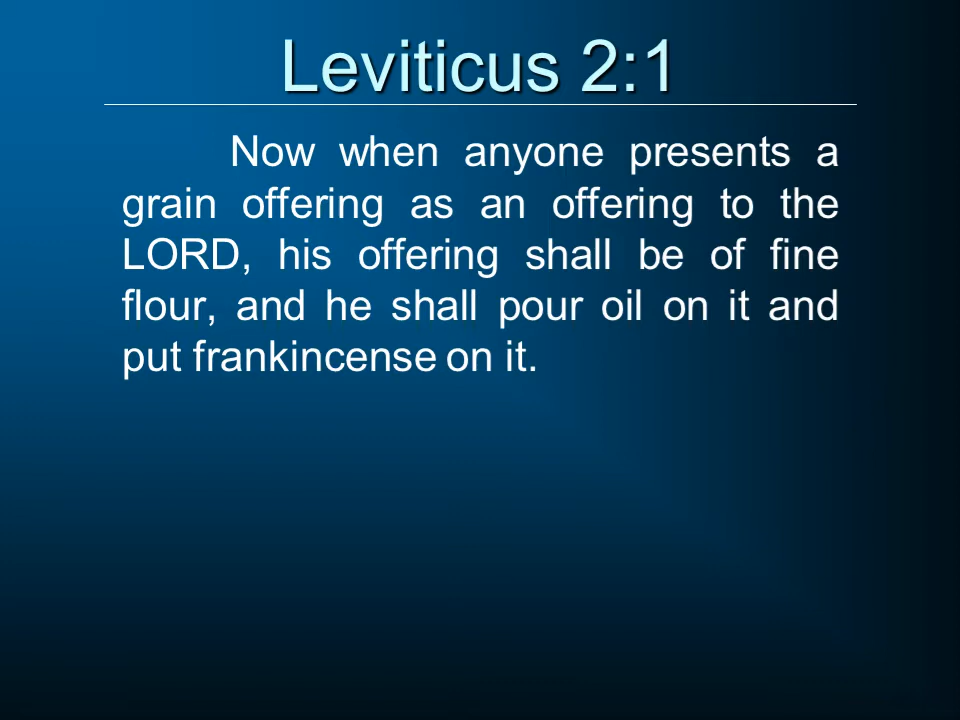 Leviticus 2:1
Now when anyone presents a
grain offering as an offering to the
LORD, his offering shall be of fine
flour, and he shall pour oil on it and
put frankincense on it.